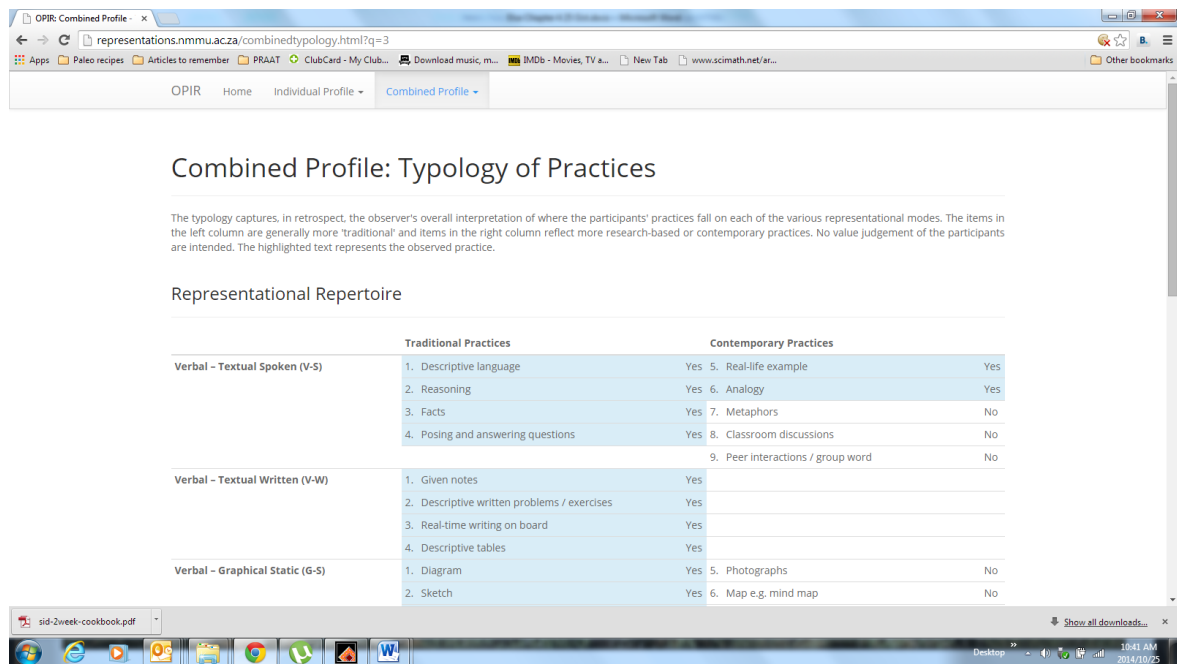 OPIR: Combined Profile -
representations.nmmu.ac.za/combinedtypology.html?q=3
Apps Paleo recipes Articles to remember PRAAT ClubCard - My Club... Download music, m... IMDb - Movies, TV a... New Tab www.scimath.net/ar... Other bookmarks
OPIR Home Individual Profile Combined Profile
Combined Profile: Typology of Practices
The typology captures, in retrospect, the observer's overall interpretation of where the participants' practices fall on each of the various representational modes. The items in
the left column are generally more 'traditional' and items in the right column reflect more research-based or contemporary practices. No value judgement of the participants
are intended. The highlighted text represents the observed practice.
Representational Repertoire
Traditional Practices Contemporary Practices
Verbal – Textual Spoken (V-S) 1. Descriptive language Yes 5. Real-life example Yes
2. Reasoning Yes 6. Analogy Yes
3. Facts Yes 7. Metaphors No
4. Posing and answering questions Yes 8. Classroom discussions No
9. Peer interactions / group word No
Verbal – Textual Written (V-W) 1. Given notes Yes
2. Descriptive written problems / exercises Yes
3. Real-time writing on board Yes
4. Descriptive tables Yes
Verbal – Graphical Static (G-S) 1. Diagram Yes 5. Photographs No
2. Sketch Yes 6. Map e.g. mind map No
sid-2week-cookbook.pdf Show all downloads...
Desktop 10:41 AM
2014/10/25